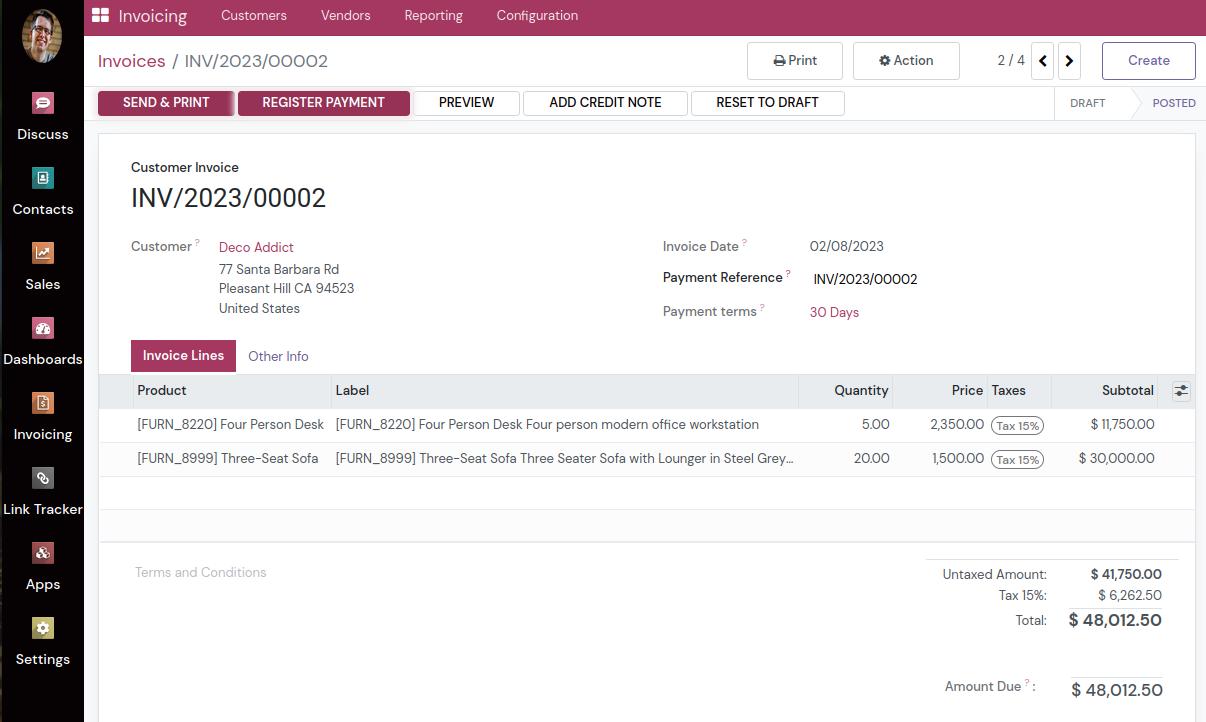 Invoicing Customers Vendors Reporting Configuration
Invoices / INV/2023/00002 Print Action 2 / 4 Create
SEND & PRINT REGISTER PAYMENT PREVIEW ADD CREDIT NOTE RESET TO DRAFT DRAFT POSTED
Discuss
Contacts
Sales
Dashboards
Invoicing
Link Tracker
Apps
Settings
Customer Invoice
INV/2023/00002
Customer ? Deco Addict
77 Santa Barbara Rd
Pleasant Hill CA 94523
United States
Invoice Date ? 02/08/2023
Payment Reference ? INV/2023/00002
Payment terms ? 30 Days
Invoice Lines Other Info
Product Label Quantity Price Taxes Subtotal
[FURN_8220] Four Person Desk [FURN_8220] Four Person Desk Four person modern office workstation 5.00 2,350.00 Tax 15% $ 11,750.00
[FURN_8999] Three-Seat Sofa [FURN_8999] Three-Seat Sofa Three Seater Sofa with Lounger in Steel Grey... 20.00 1,500.00 Tax 15% $ 30,000.00
Terms and Conditions
Untaxed Amount: $ 41,750.00
Tax 15%: $ 6,262.50
Total: $ 48,012.50
Amount Due ? : $ 48,012.50